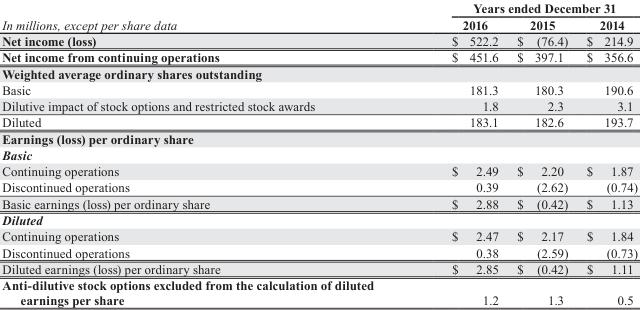 Years ended December 31
In millions, except per share data 2016 2015 2014
Net income (loss) $ 522.2 $ (76.4) $ 214.9
Net income from continuing operations $ 451.6 $ 397.1 $ 356.6
Weighted average ordinary shares outstanding
Basic 181.3 180.3 190.6
Dilutive impact of stock options and restricted stock awards 1.8 2.3 3.1
Diluted 183.1 182.6 193.7
Earnings (loss) per ordinary share
Basic
Continuing operations $ 2.49 $ 2.20 $ 1.87
Discontinued operations 0.39 (2.62) (0.74)
Basic earnings (loss) per ordinary share $ 2.88 $ (0.42) $ 1.13
Diluted
Continuing operations $ 2.47 $ 2.17 $ 1.84
Discontinued operations 0.38 (2.59) (0.73)
Diluted earnings (loss) per ordinary share $ 2.85 $ (0.42) $ 1.11
Anti-dilutive stock options excluded from the calculation of diluted
earnings per share 1.2 1.3 0.5